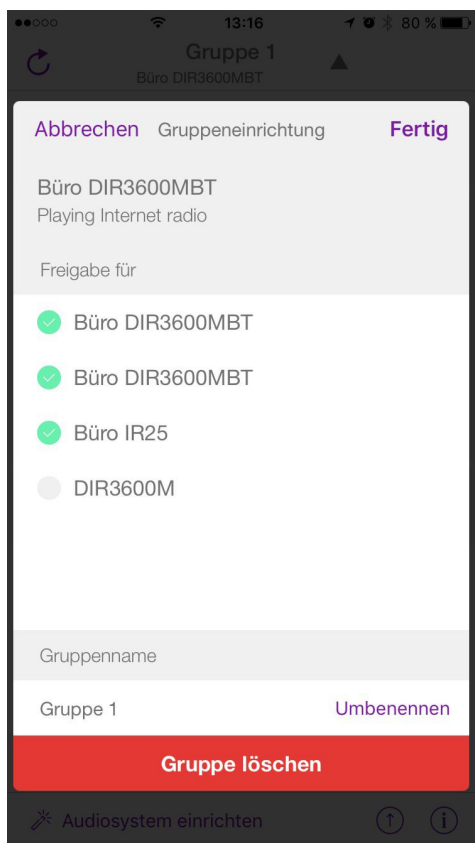 13:16
80 %
Gruppe 1
Büro DIR3600MBT
Abbrechen Gruppeneinrichtung Fertig
Büro DIR3600MBT
Playing Internet radio
Freigabe für
Büro DIR3600MBT
Büro DIR3600MBT
Büro IR25
DIR3600M
Gruppenname
Gruppe 1 Umbenennen
Gruppe löschen
Audiosystem einrichten